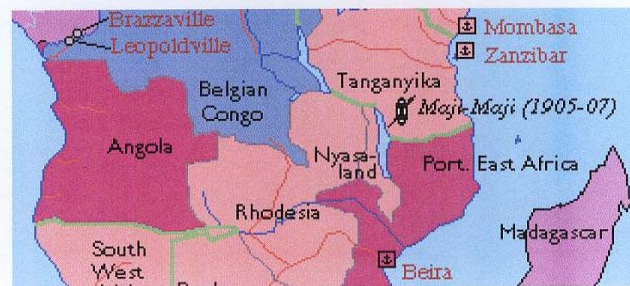 Brazzaville
Leopoldville
Mombasa
Zanzibar
Tanganyika
Belgian
Congo
Maji-Maji (1905-07)
Angola
Nyasa-
land
Port. East Africa
Rhodesia
Madagascar
South
West
Beira